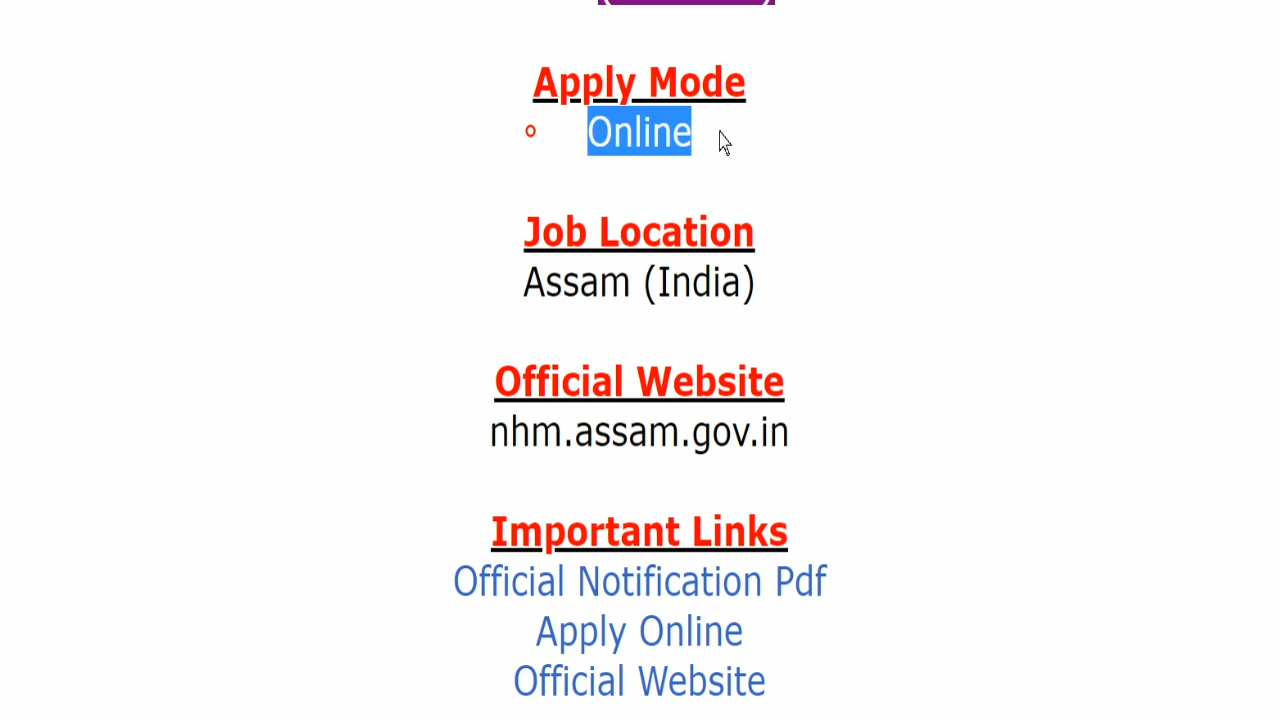 Apply Mode
Online
Job Location
Assam (India)
Official Website
nhm.assam.gov.in
Important Links
Official Notification Pdf
Apply Online
Official Website